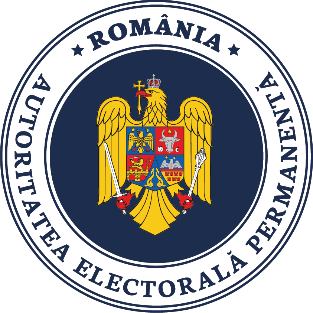 ★ ROMÂNIA ★
AUTORITATEA ELECTORALĂ PERMANENTĂ